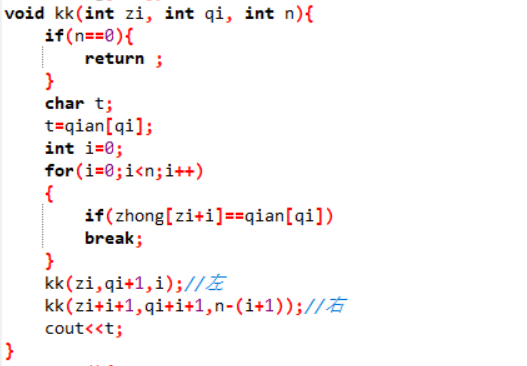 void kk(int zi, int qi, int n){
    if(n==0){
        return ;
    }
    char t;
    t=qian[qi];
    int i=0;
    for(i=0;i<n;i++)
    {
        if(zhong[zi+i]==qian[qi])
        break;
    }
    kk(zi,qi+1,i);//左
    kk(zi+i+1,qi+i+1,n-(i+1));//右
    cout<<t;
}